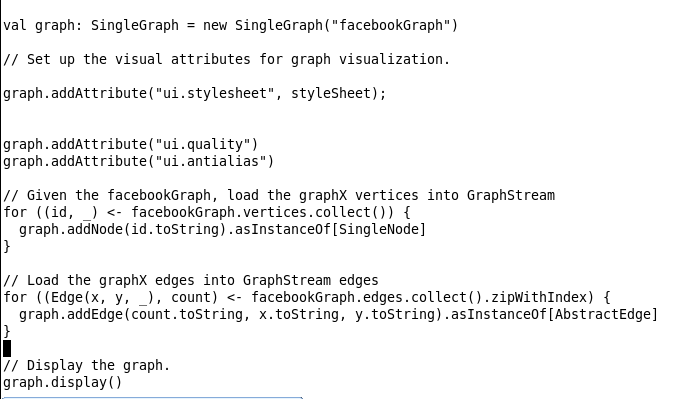 val graph: SingleGraph = new SingleGraph("facebookGraph")
// Set up the visual attributes for graph visualization.
graph.addAttribute("ui.stylesheet", styleSheet);
graph.addAttribute("ui.quality")
graph.addAttribute("ui.antialias")
// Given the facebookGraph, load the graphX vertices into GraphStream
for ((id, _) <- facebookGraph.vertices.collect()) {
  graph.addNode(id.toString).asInstanceOf[SingleNode]
}
// Load the graphX edges into GraphStream edges
for ((Edge(x, y, _), count) <- facebookGraph.edges.collect().zipWithIndex) {
  graph.addEdge(count.toString, x.toString, y.toString).asInstanceOf[AbstractEdge]
}
// Display the graph.
graph.display()